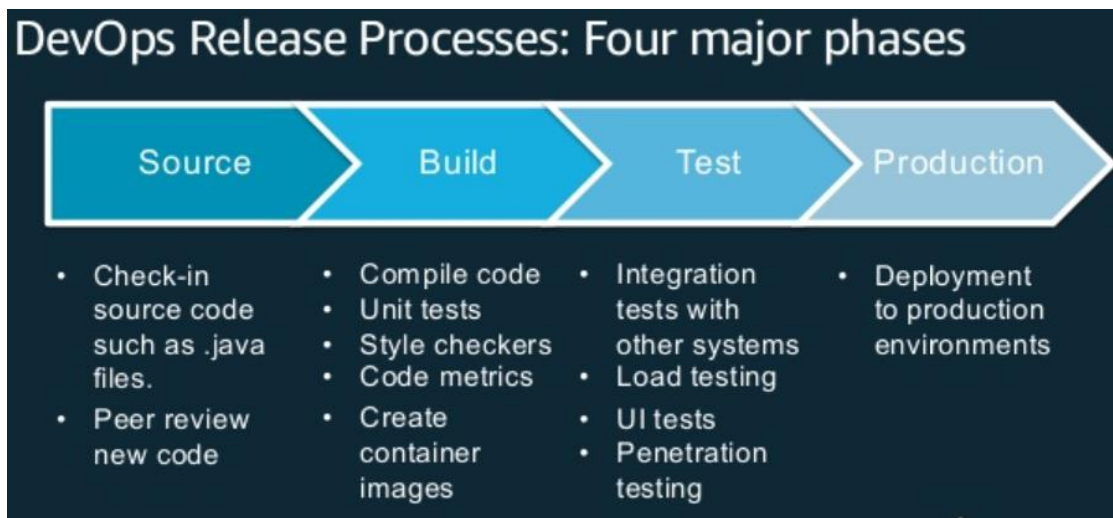 DevOps Release Processes: Four major phases
Source
Build
Test
Production
• Check-in
source code
such as .java
files.
• Peer review
new code
• Compile code
• Unit tests
• Style checkers
• Code metrics
• Create
container
images
• Integration
tests with
other systems
• Load testing
• UI tests
• Penetration
testing
• Deployment
to production
environments